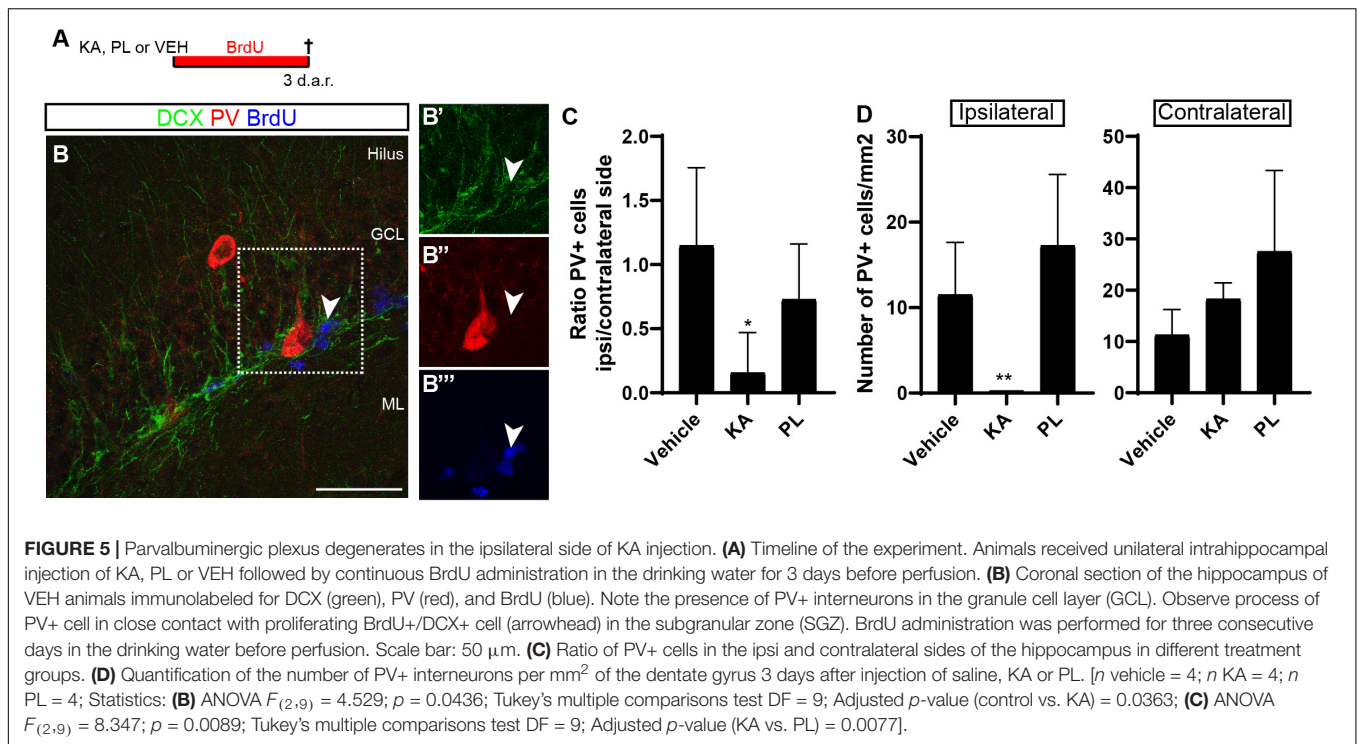 A
KA, PL or VEH
BrdU
†
3 d.a.r.
DCX PV BrdU
B
Hilus
GCL
ML
B'
B''
B'''
C
Ratio PV+ cells
ipsi/contralateral side
2.0
1.5
1.0
0.5
0.0
*
Vehicle
KA
PL
D
Ipsilateral
Number of PV+ cells/mm2
30
20
10
0
**
Vehicle
KA
PL
Contralateral
50
40
30
20
10
0
Vehicle
KA
PL
FIGURE 5 | Parvalbuminergic plexus degenerates in the ipsilateral side of KA injection. (A) Timeline of the experiment. Animals received unilateral intrahippocampal
injection of KA, PL or VEH followed by continuous BrdU administration in the drinking water for 3 days before perfusion. (B) Coronal section of the hippocampus of
VEH animals immunolabeled for DCX (green), PV (red), and BrdU (blue). Note the presence of PV+ interneurons in the granule cell layer (GCL). Observe process of
PV+ cell in close contact with proliferating BrdU+/DCX+ cell (arrowhead) in the subgranular zone (SGZ). BrdU administration was performed for three consecutive
days in the drinking water before perfusion. Scale bar: 50 μm. (C) Ratio of PV+ cells in the ipsi and contralateral sides of the hippocampus in different treatment
groups. (D) Quantification of the number of PV+ interneurons per mm² of the dentate gyrus 3 days after injection of saline, KA or PL. [n vehicle = 4; n KA = 4; n
PL = 4; Statistics: (B) ANOVA F(2,9) = 4.529; p = 0.0436; Tukey's multiple comparisons test DF = 9; Adjusted p-value (control vs. KA) = 0.0363; (C) ANOVA
F(2,9) = 8.347; p = 0.0089; Tukey's multiple comparisons test DF = 9; Adjusted p-value (KA vs. PL) = 0.0077].